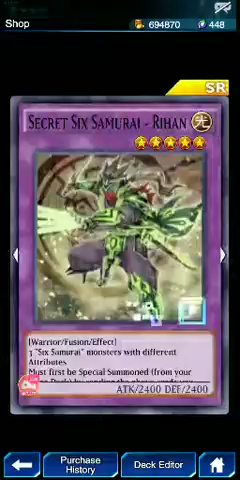 Shop
694870
448
SR
SECRET SIX SAMURAI - RIHAN
光
[Warrior/Fusion/Effect]
3 "Six Samurai" monsters with different
Attributes
Must first be Special Summoned (from your
ATK/2400 DEF/2400
Purchase
History
Deck Editor